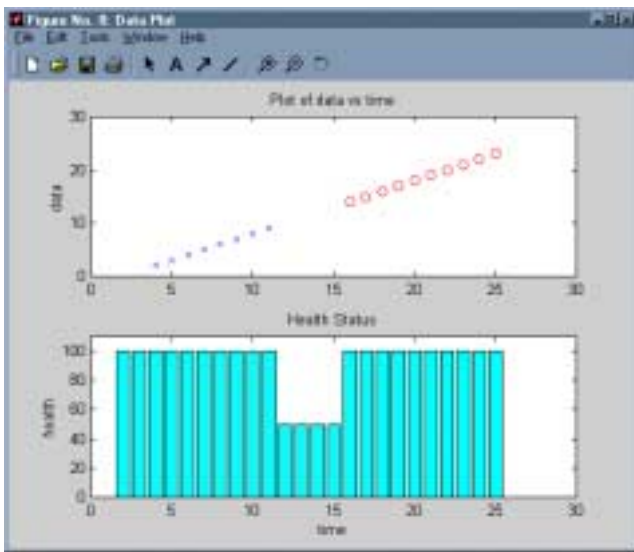 Figure No. 8: Data Plot
File Edit Tools Window Help
A
Plot of data vs time
30
20
10
0
data
0 5 10 15 20 25 30
Health Status
100
80
60
40
20
0
health
0 5 10 15 20 25 30
time